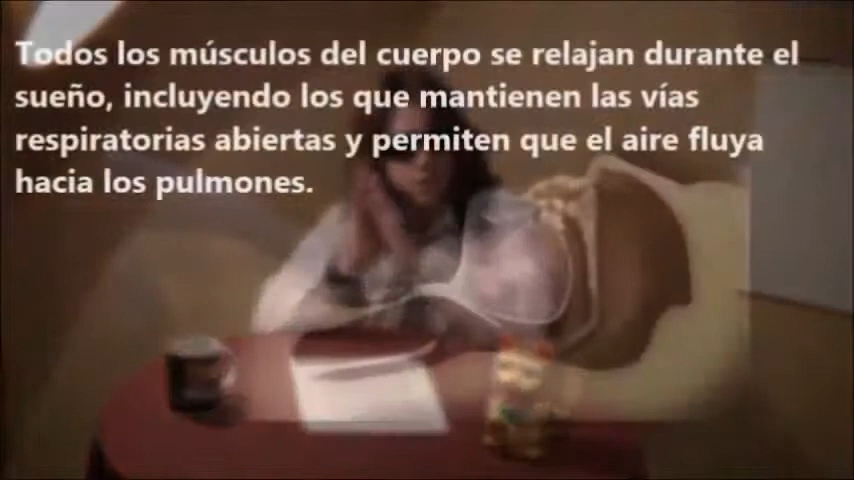 Todos los músculos del cuerpo se relajan durante el
sueño, incluyendo los que mantienen las vías
respiratorias abiertas y permiten que el aire fluya
hacia los pulmones.